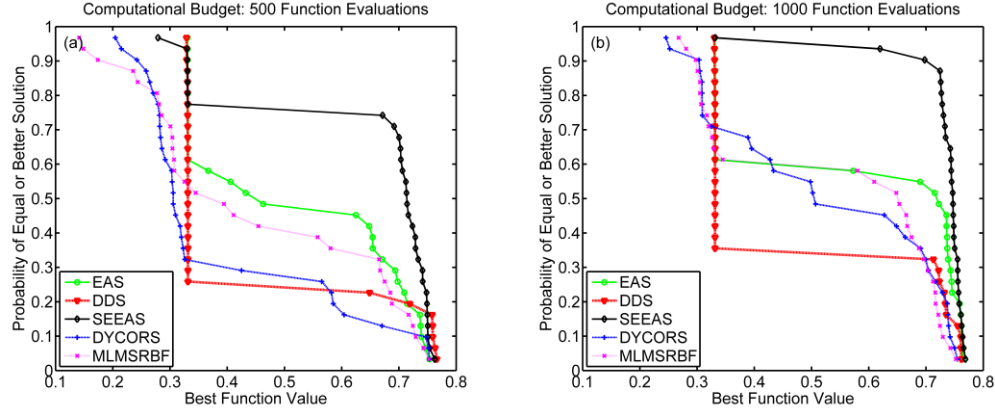 Computational Budget: 500 Function Evaluations
(a)
Probability of Equal or Better Solution
1
0.9
0.8
0.7
0.6
0.5
0.4
0.3
0.2
0.1
0
EAS
DDS
SEEAS
DYCORS
MLMSRBF
0.1 0.2 0.3 0.4 0.5 0.6 0.7 0.8
Best Function Value
Computational Budget: 1000 Function Evaluations
(b)
Probability of Equal or Better Solution
1
0.9
0.8
0.7
0.6
0.5
0.4
0.3
0.2
0.1
0
EAS
DDS
SEEAS
DYCORS
MLMSRBF
0.1 0.2 0.3 0.4 0.5 0.6 0.7 0.8
Best Function Value